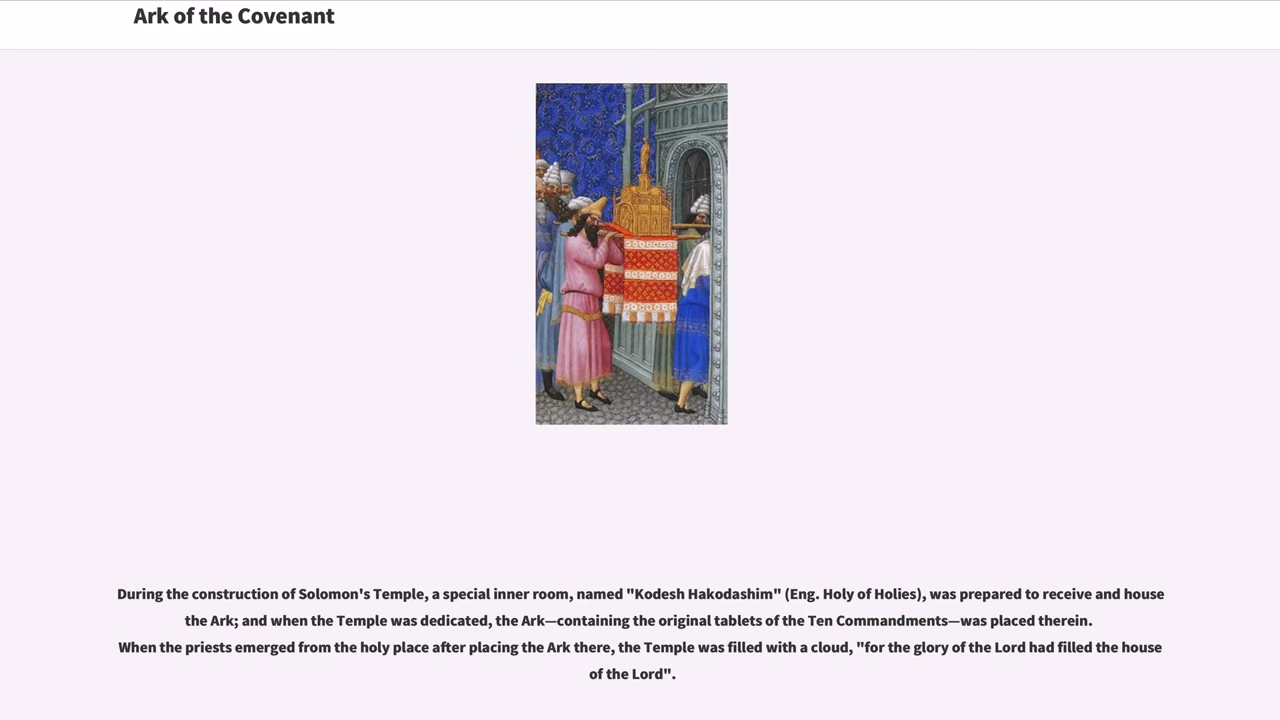 Ark of the Covenant
During the construction of Solomon's Temple, a special inner room, named "Kodesh Hakodashim" (Eng. Holy of Holies), was prepared to receive and house
the Ark; and when the Temple was dedicated, the Ark—containing the original tablets of the Ten Commandments—was placed therein.
When the priests emerged from the holy place after placing the Ark there, the Temple was filled with a cloud, "for the glory of the Lord had filled the house
of the Lord".